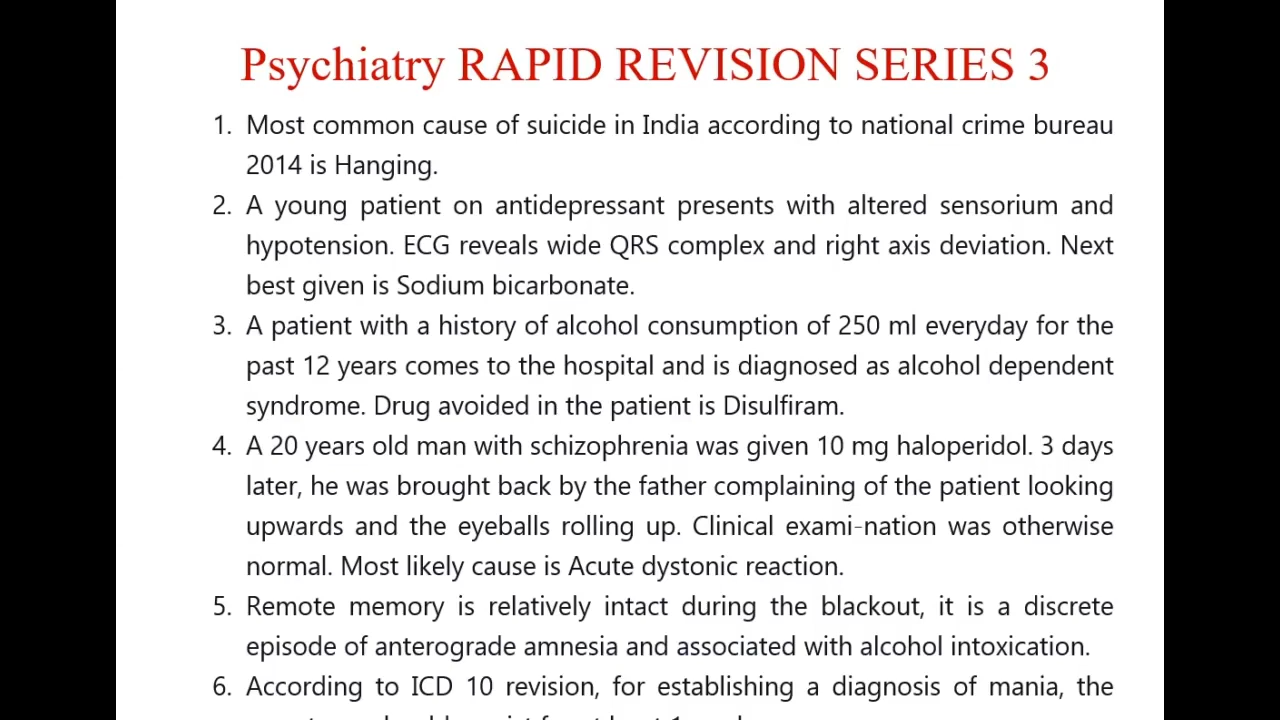 Psychiatry RAPID REVISION SERIES 3
1. Most common cause of suicide in India according to national crime bureau
2014 is Hanging.
2. A young patient on antidepressant presents with altered sensorium and
hypotension. ECG reveals wide QRS complex and right axis deviation. Next
best given is Sodium bicarbonate.
3. A patient with a history of alcohol consumption of 250 ml everyday for the
past 12 years comes to the hospital and is diagnosed as alcohol dependent
syndrome. Drug avoided in the patient is Disulfiram.
4. A 20 years old man with schizophrenia was given 10 mg haloperidol. 3 days
later, he was brought back by the father complaining of the patient looking
upwards and the eyeballs rolling up. Clinical exami-nation was otherwise
normal. Most likely cause is Acute dystonic reaction.
5. Remote memory is relatively intact during the blackout, it is a discrete
episode of anterograde amnesia and associated with alcohol intoxication.
6. According to ICD 10 revision, for establishing a diagnosis of mania, the